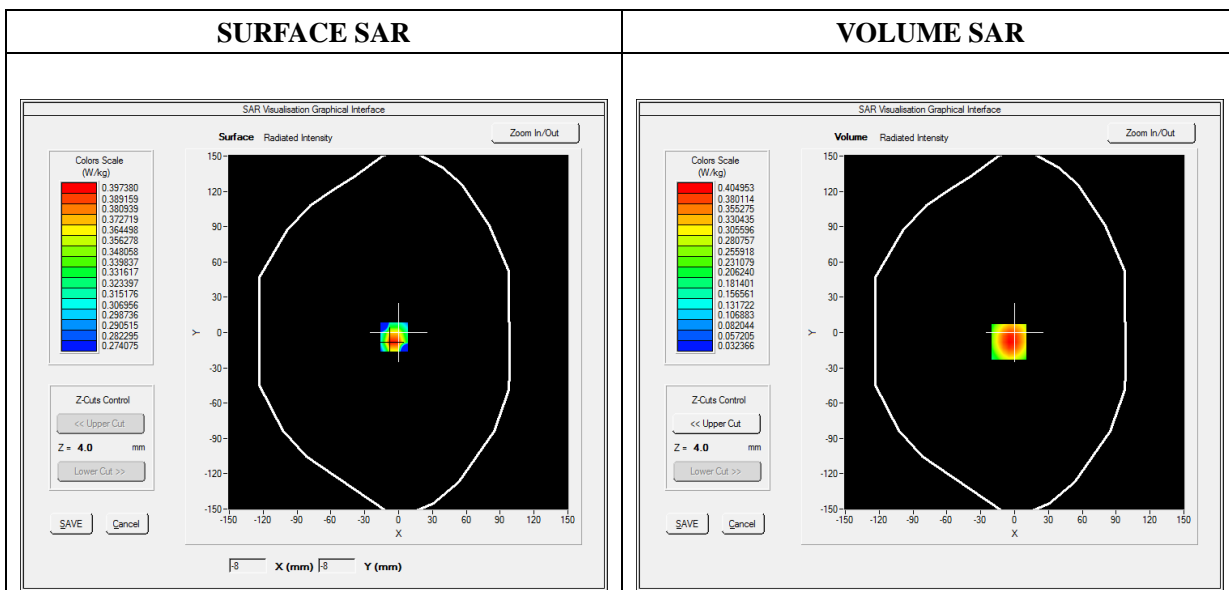 SURFACE SAR
VOLUME SAR
SAR Visualisation Graphical Interface
Surface Radiated Intensity
Zoom In/Out
Colors Scale
(W/kg)
0.397380
0.389159
0.380939
0.372719
0.364498
0.356278
0.348058
0.339837
0.331617
0.323397
0.315176
0.306956
0.298736
0.290515
0.282295
0.274075
150
120
90
60
30
0
-30
-60
-90
-120
-150
Y
-150 -120 -90 -60 -30 0 30 60 90 120 150
X
Z-Cuts Control
<< Upper Cut
Z = 4.0 mm
Lower Cut >>
SAVE Cancel
-8 X (mm) -8 Y (mm)
SAR Visualisation Graphical Interface
Volume Radiated Intensity
Zoom In/Out
Colors Scale
(W/kg)
0.404953
0.380114
0.355275
0.330435
0.305596
0.280757
0.255918
0.231079
0.206240
0.181401
0.156561
0.131722
0.106883
0.082044
0.057205
0.032366
150
120
90
60
30
0
-30
-60
-90
-120
-150
Y
-150 -120 -90 -60 -30 0 30 60 90 120 150
X
Z-Cuts Control
<< Upper Cut
Z = 4.0 mm
Lower Cut >>
SAVE Cancel